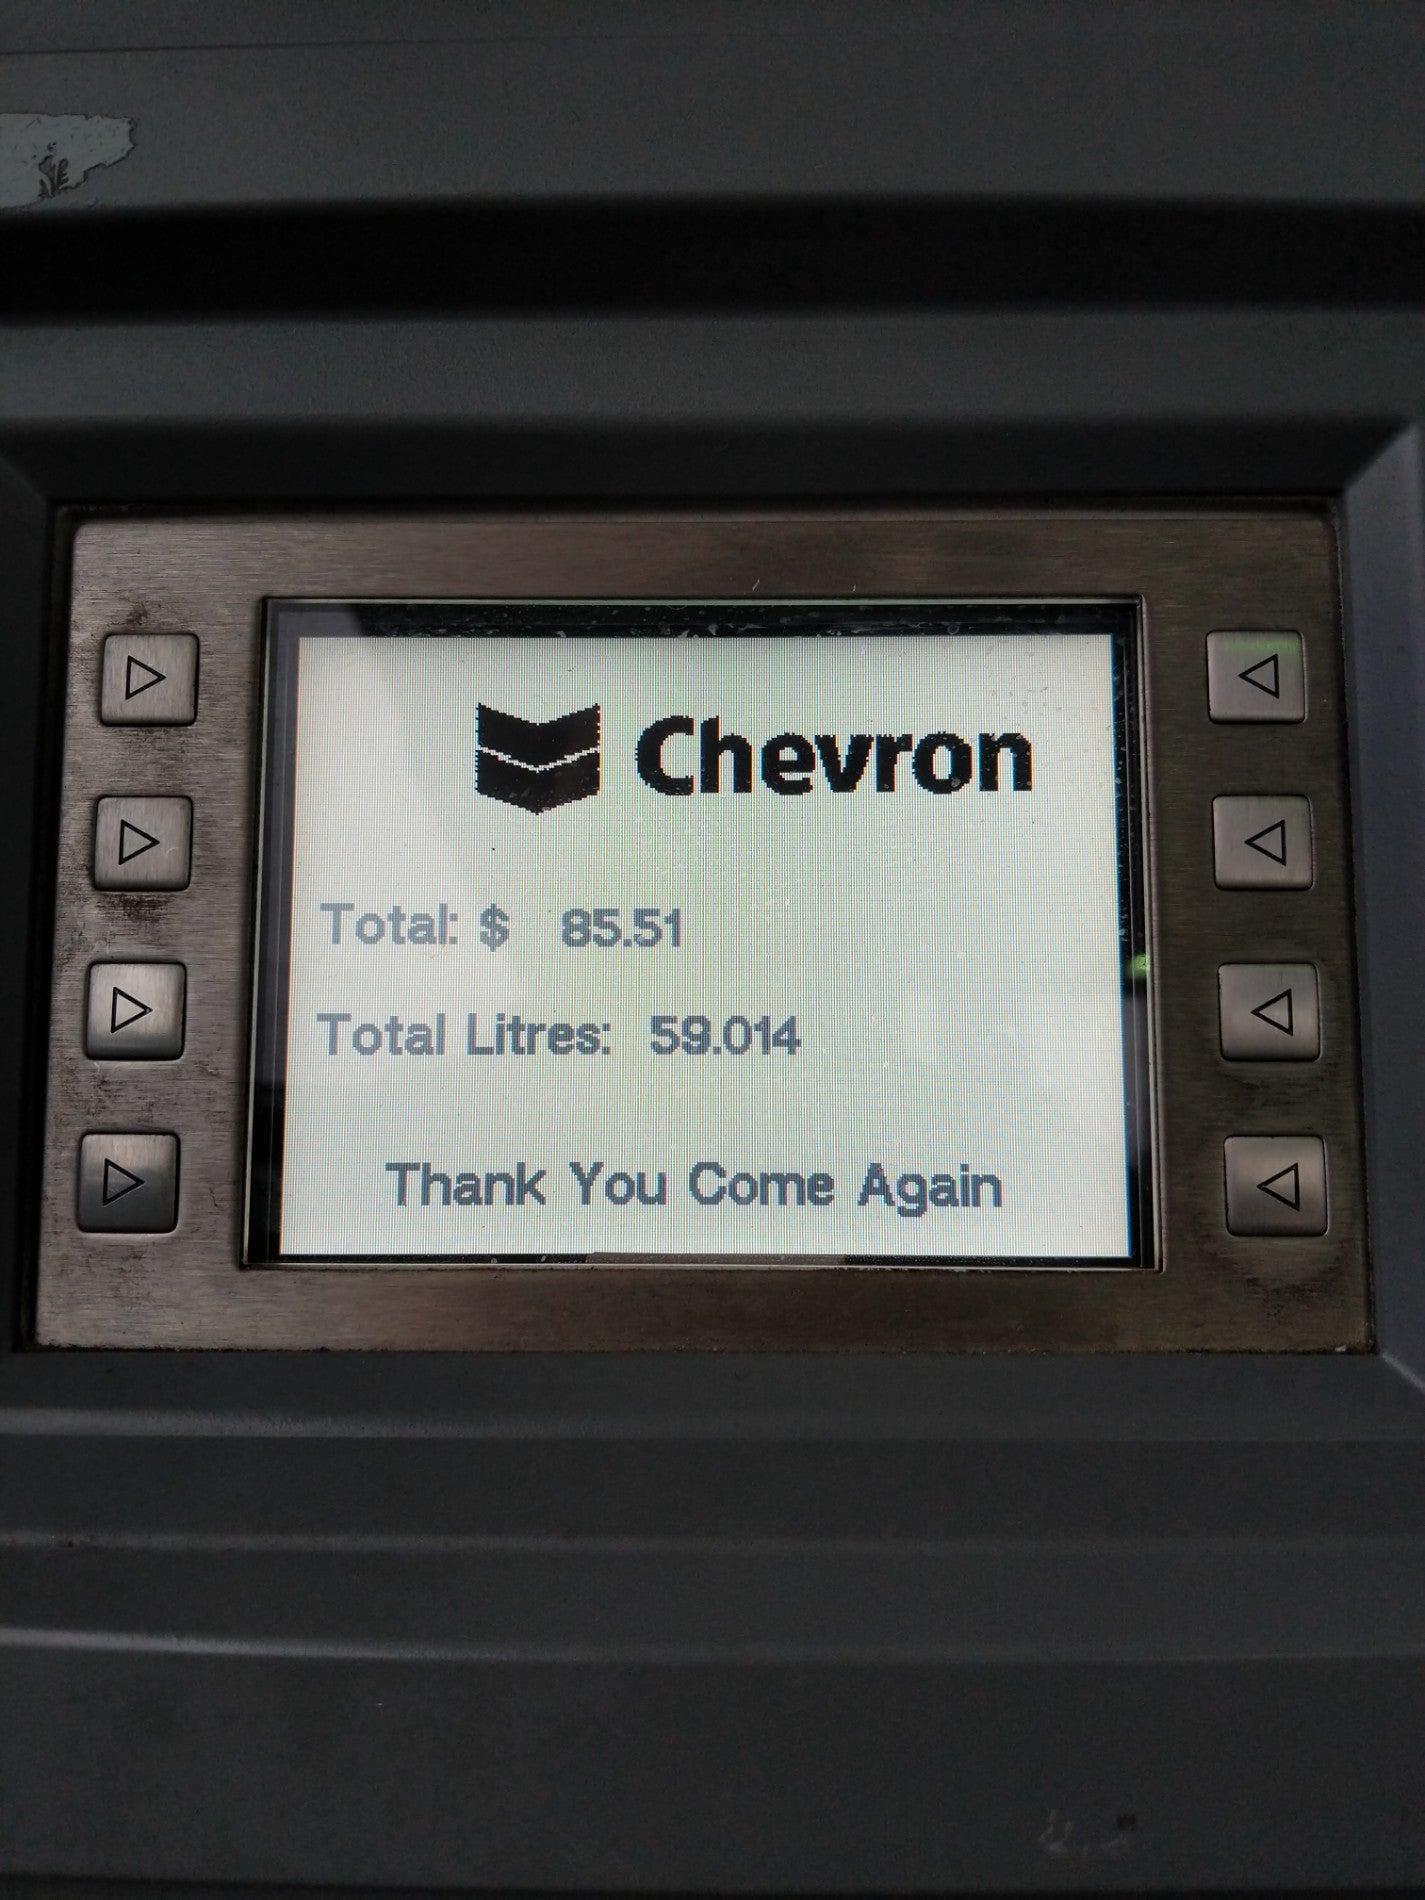 Chevron
Total: $ 85.51
Total Litres: 59.014
Thank You Come Again